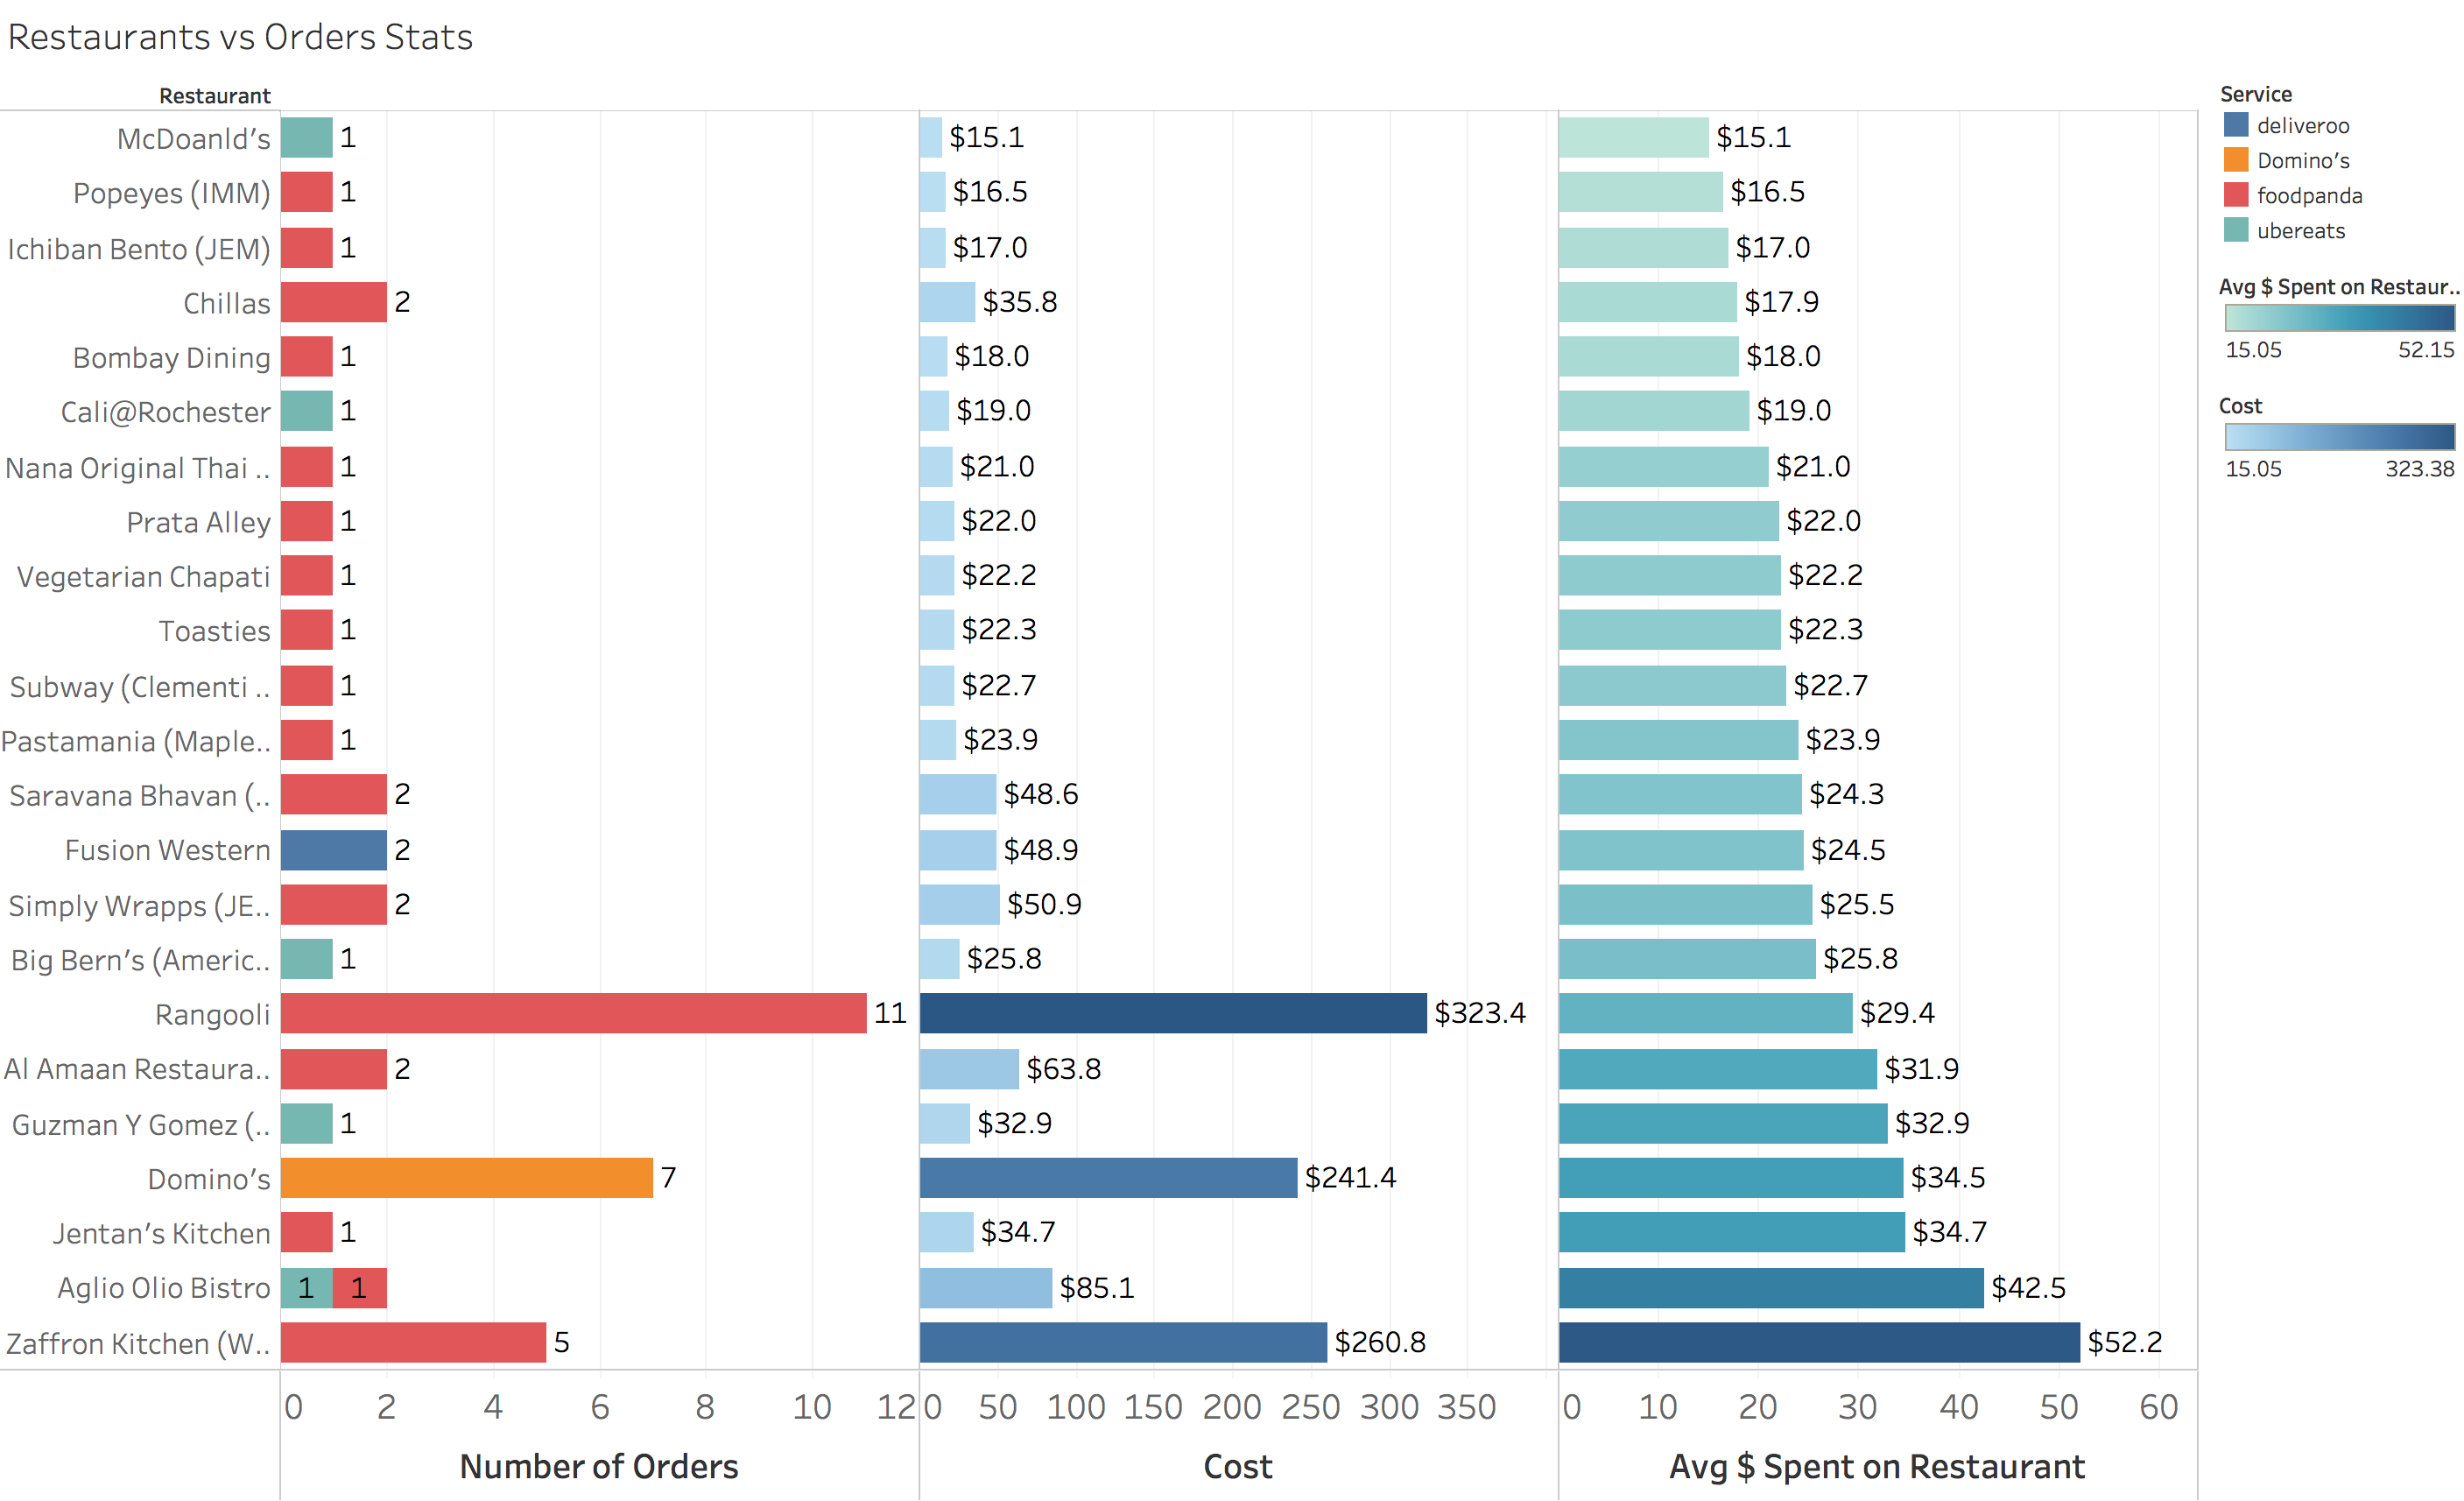 Restaurants vs Orders Stats
Restaurant
McDoanld's 1 $15.1 $15.1
Popeyes (IMM) 1 $16.5 $16.5
Ichiban Bento (JEM) 1 $17.0 $17.0
Chillas 2 $35.8 $17.9
Bombay Dining 1 $18.0 $18.0
Cali@Rochester 1 $19.0 $19.0
Nana Original Thai .. 1 $21.0 $21.0
Prata Alley 1 $22.0 $22.0
Vegetarian Chapati 1 $22.2 $22.2
Toasties 1 $22.3 $22.3
Subway (Clementi .. 1 $22.7 $22.7
Pastamania (Maple.. 1 $23.9 $23.9
Saravana Bhavan (.. 2 $48.6 $24.3
Fusion Western 2 $48.9 $24.5
Simply Wrapps (JE.. 2 $50.9 $25.5
Big Bern's (Americ.. 1 $25.8 $25.8
Rangooli 11 $323.4 $29.4
Al Amaan Restaura.. 2 $63.8 $31.9
Guzman Y Gomez (.. 1 $32.9 $32.9
Domino's 7 $241.4 $34.5
Jentan's Kitchen 1 $34.7 $34.7
Aglio Olio Bistro 1 1 $85.1 $42.5
Zaffron Kitchen (W.. 5 $260.8 $52.2
0 2 4 6 8 10 12 0 50 100 150 200 250 300 350 0 10 20 30 40 50 60
Number of Orders Cost Avg $ Spent on Restaurant
Service
deliveroo
Domino's
foodpanda
ubereats
Avg $ Spent on Restaur..
15.05 52.15
Cost
15.05 323.38